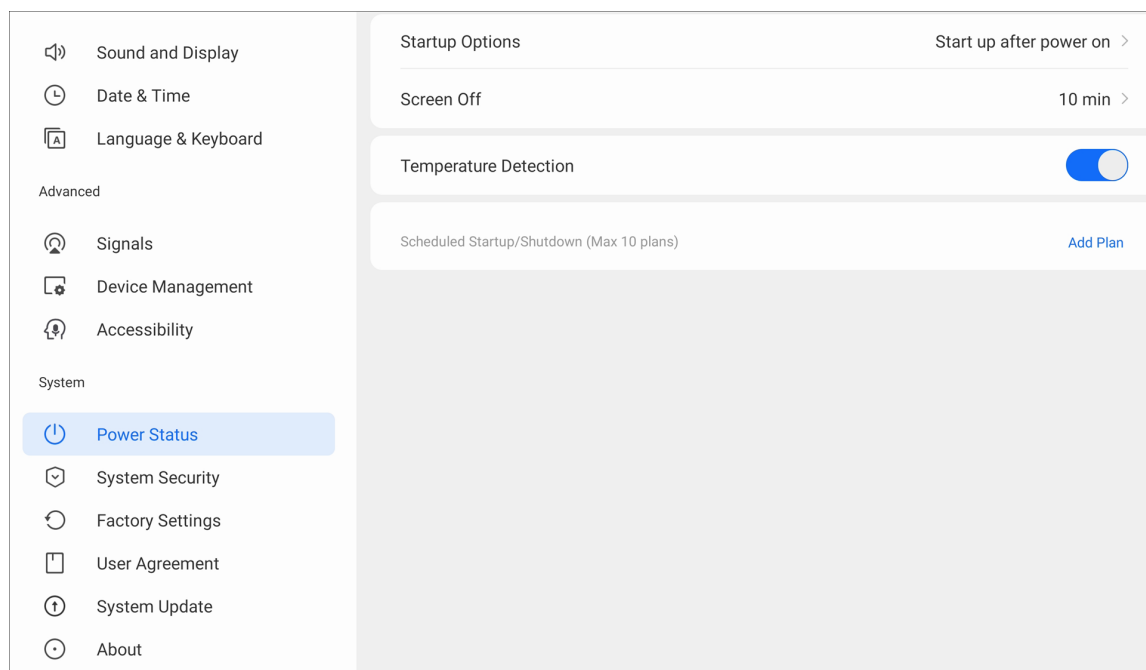 Sound and Display
Date & Time
Language & Keyboard
Advanced
Signals
Device Management
Accessibility
System
Power Status
System Security
Factory Settings
User Agreement
System Update
About
Startup Options
Start up after power on
Screen Off
10 min
Temperature Detection
Scheduled Startup/Shutdown (Max 10 plans)
Add Plan